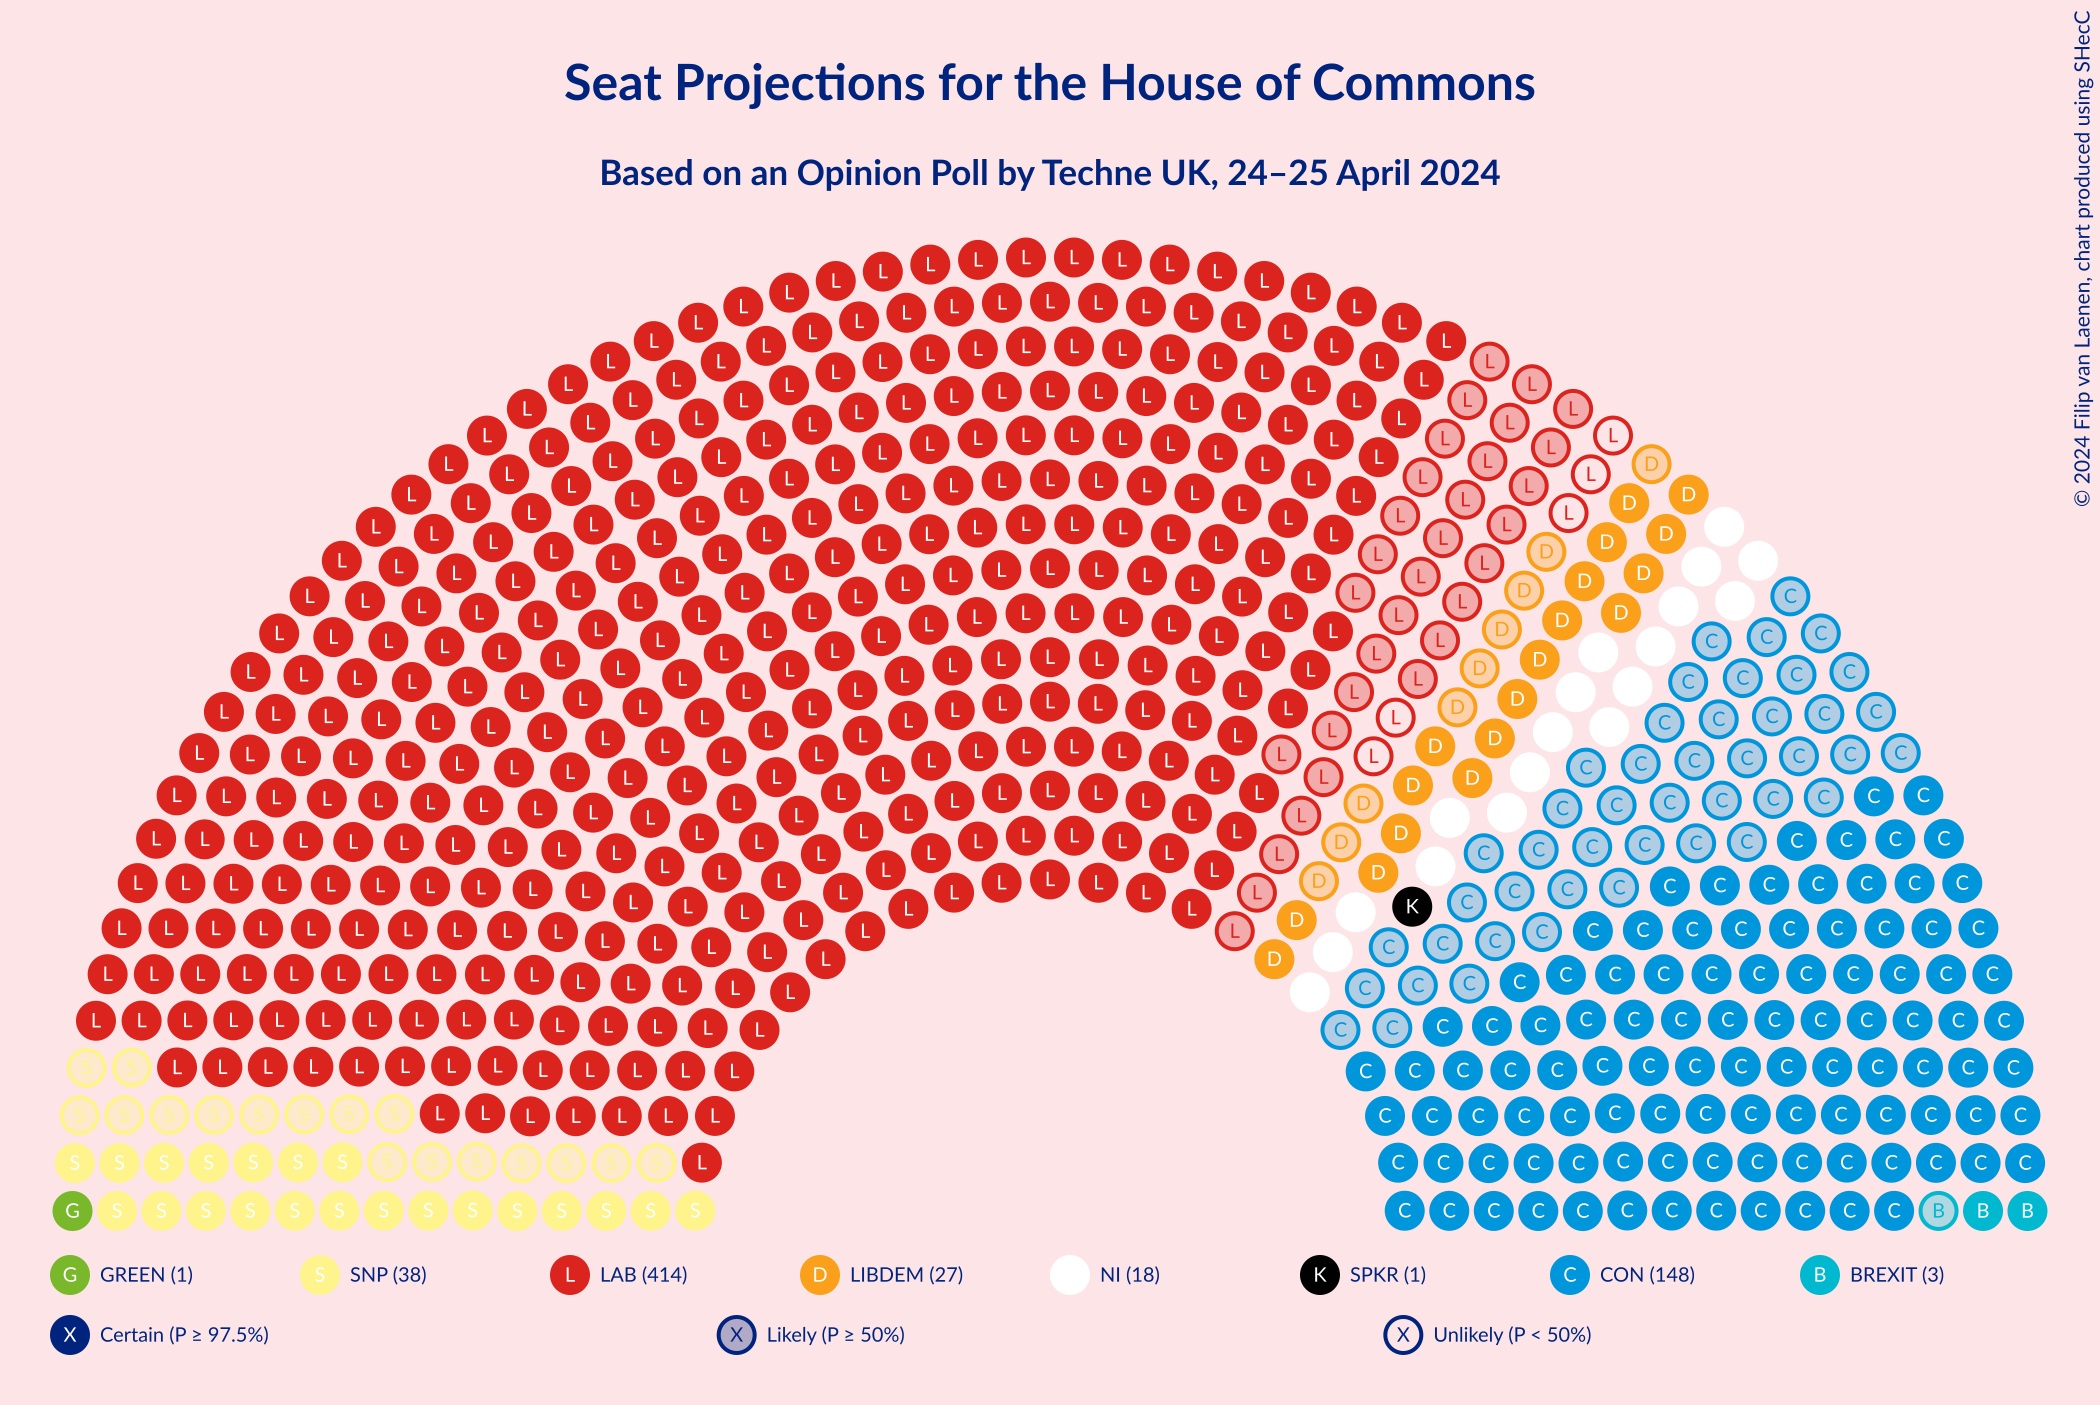 Seat Projections for the House of Commons
Based on an Opinion Poll by Techne UK, 24–25 April 2024
© 2024 Filip van Laenen, chart produced using SHecC
G GREEN (1)
S SNP (38)
L LAB (414)
D LIBDEM (27)
NI (18)
K SPKR (1)
C CON (148)
B BREXIT (3)
X Certain (P ≥ 97.5%)
X Likely (P ≥ 50%)
X Unlikely (P < 50%)